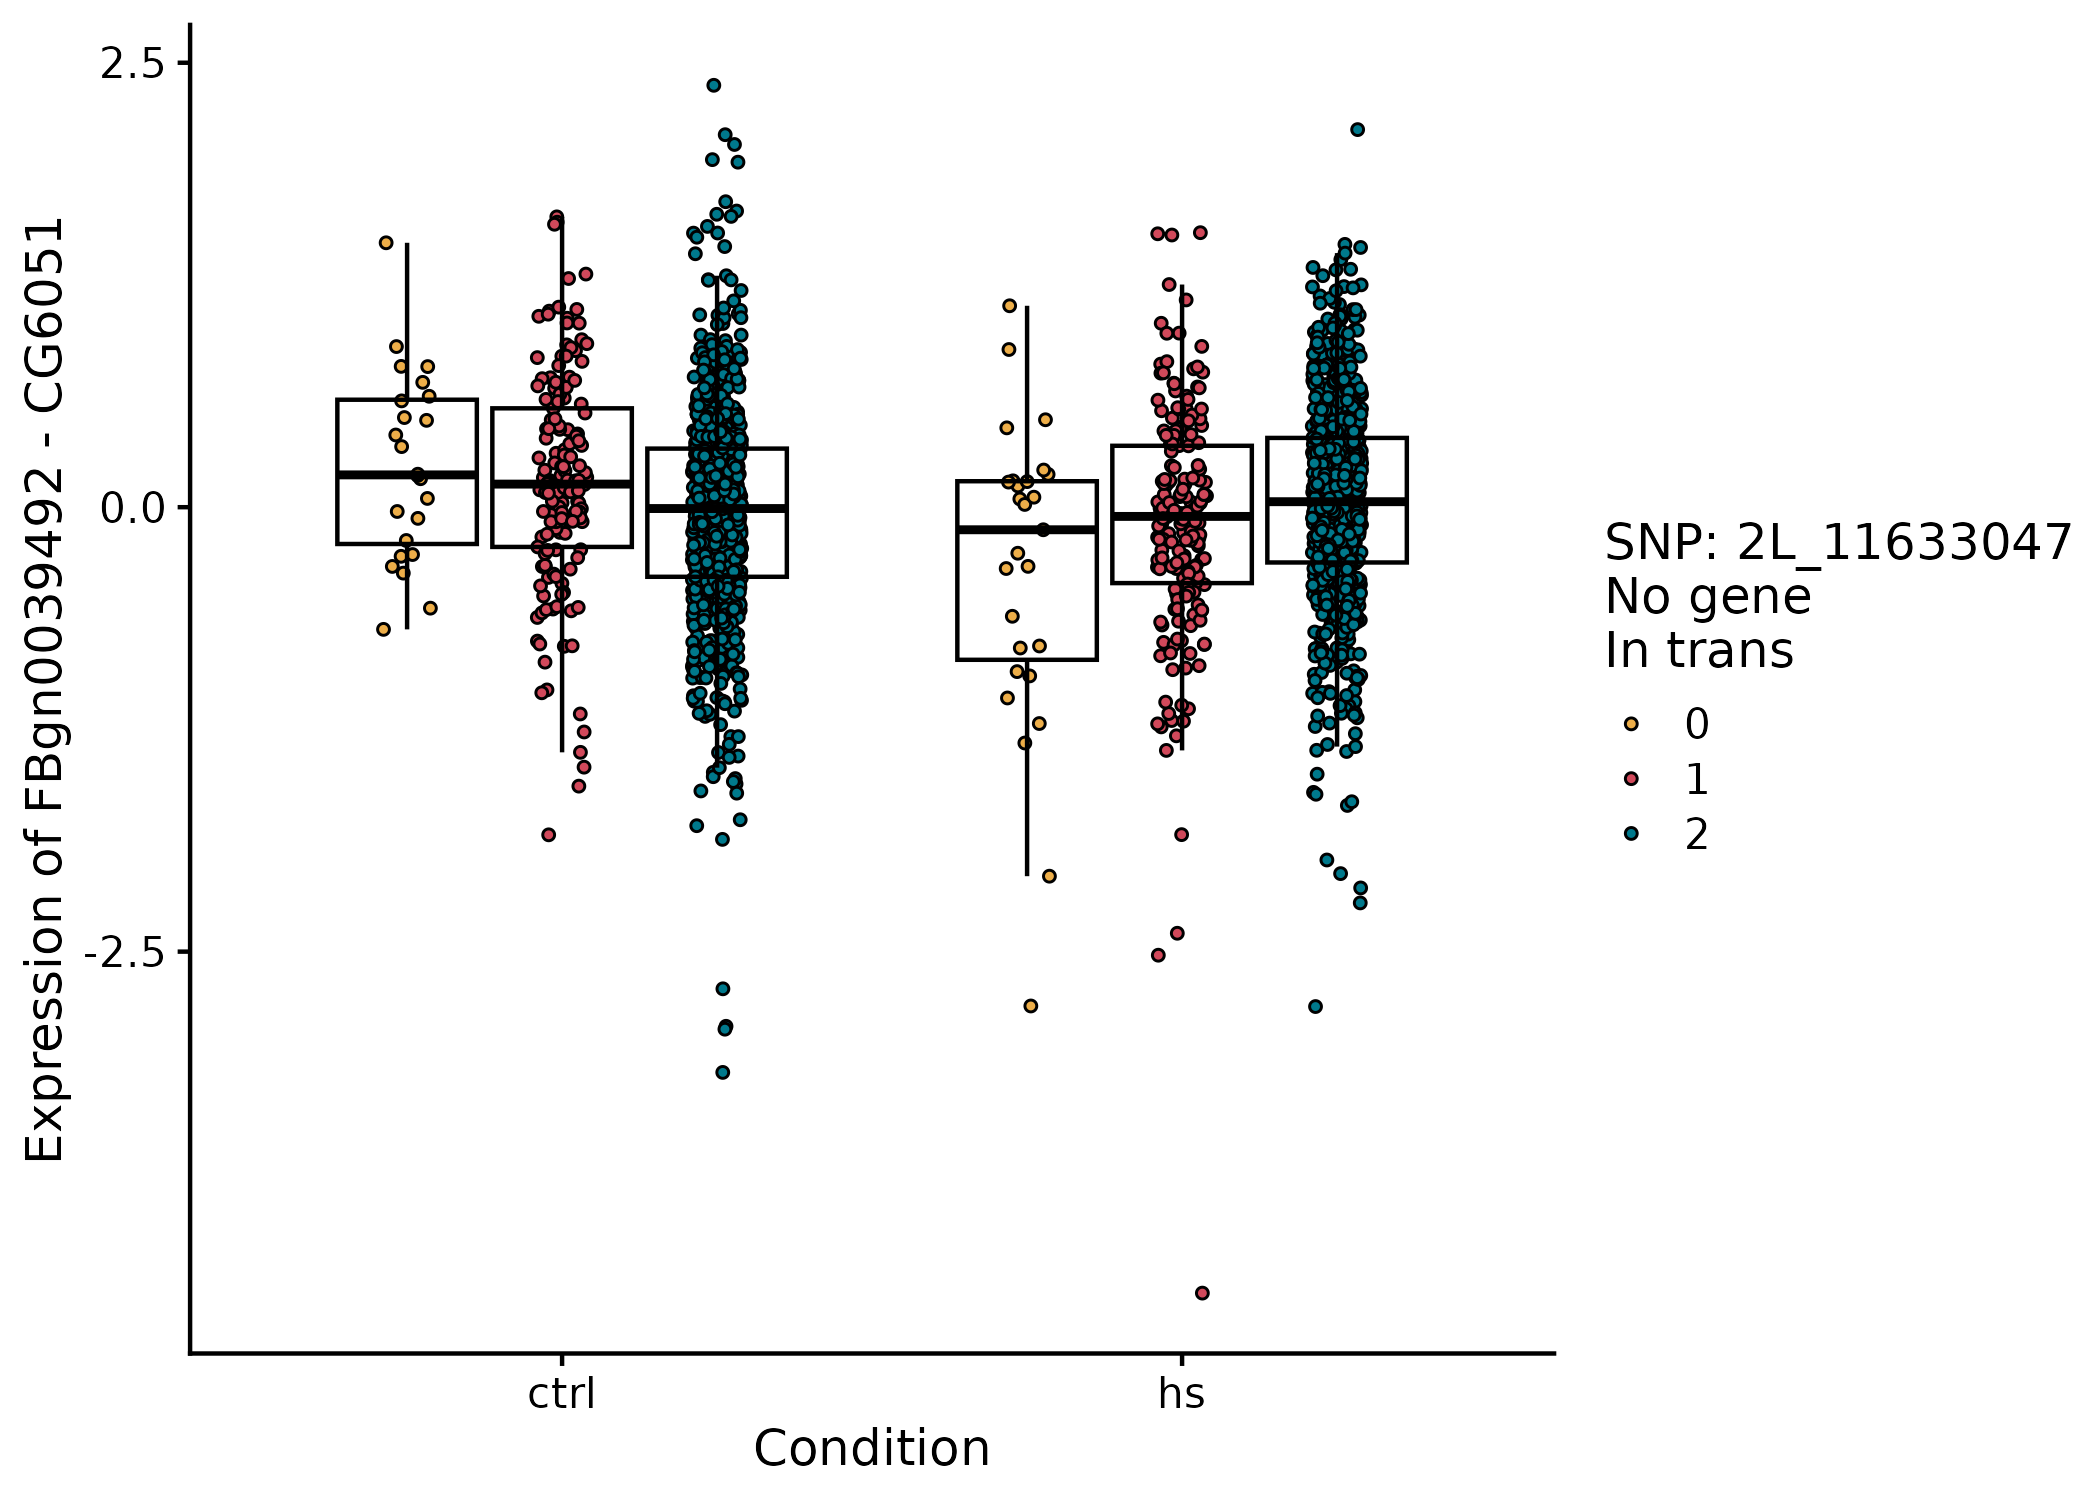 Expression of FBgn0039492 - CG6051
2.5
0.0
-2.5
ctrl
hs
Condition
SNP: 2L_11633047
No gene
In trans
0
1
2